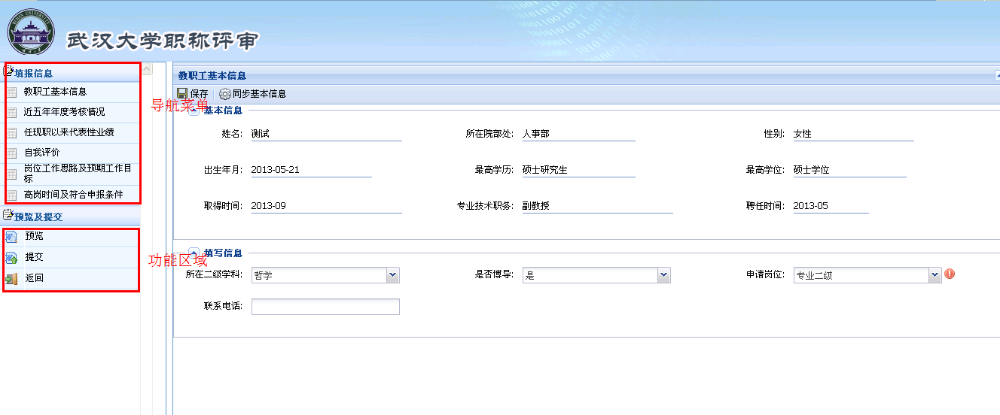 武汉大学职称评审
填报信息
教职工基本信息
近五年年度考核情况
任现职以来代表性业绩
自我评价
岗位工作思路及预期工作目
标
高岗时间及符合申报条件
预览及提交
预览
提交
返回
导航菜单
功能区域
教职工基本信息
保存 同步基本信息
基本信息
姓名: 测试 所在院部处: 人事部 性别: 女性
出生年月: 2013-05-21 最高学历: 硕士研究生 最高学位: 硕士学位
取得时间: 2013-09 专业技术职务: 副教授 聘任时间: 2013-05
填写信息
所在二级学科: 哲学 是否博导: 是 申请岗位: 专业二级
联系电话: